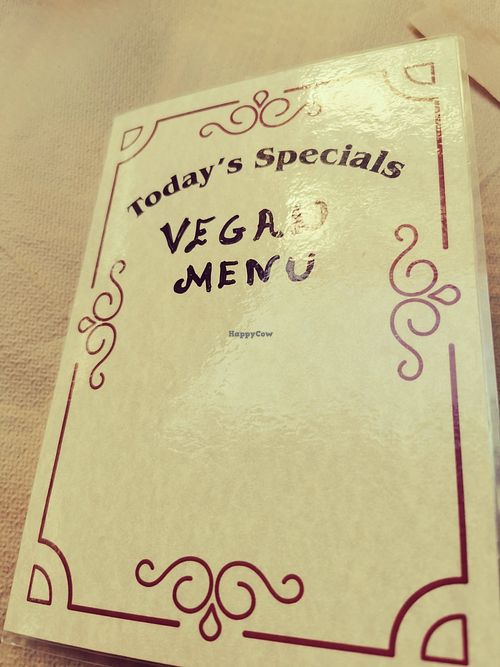 Today's Specials
VEGAN
MENU
HappyCow